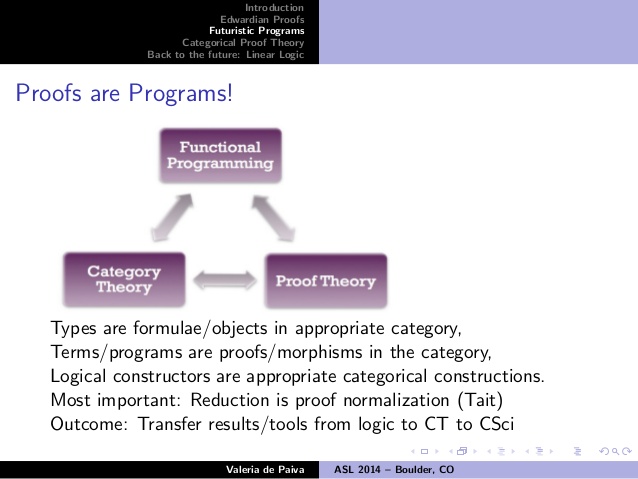 Introduction
Edwardian Proofs
Futuristic Programs
Categorical Proof Theory
Back to the future: Linear Logic
Proofs are Programs!
Functional
Programming
Category
Theory
Proof Theory
Types are formulae/objects in appropriate category,
Terms/programs are proofs/morphisms in the category,
Logical constructors are appropriate categorical constructions.
Most important: Reduction is proof normalization (Tait)
Outcome: Transfer results/tools from logic to CT to CSci
Valeria de Paiva
ASL 2014 – Boulder, CO